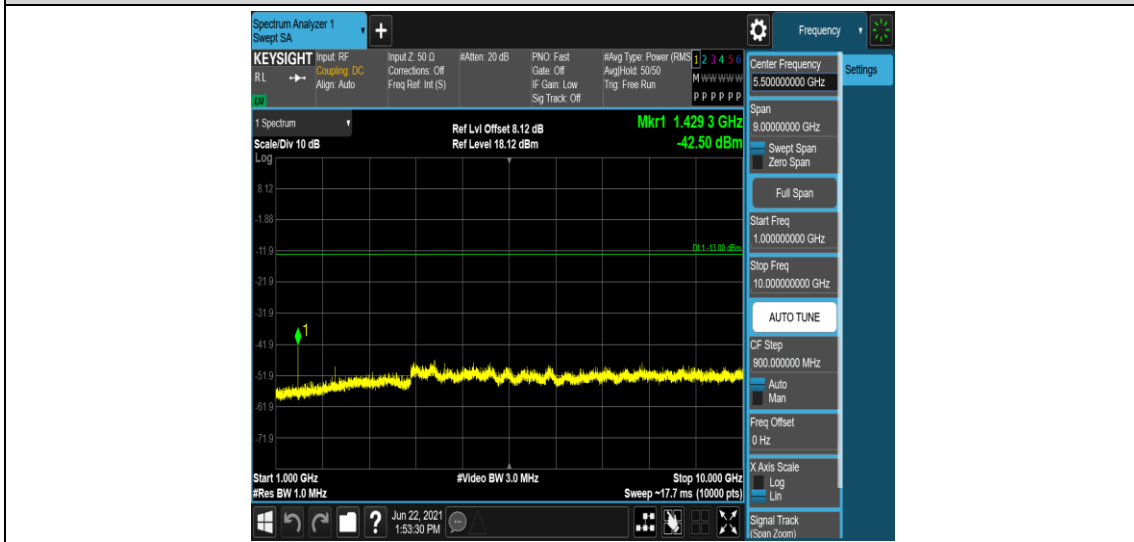 Spectrum Analyzer 1
Swept SA
+
Frequency
KEYSIGHT
RL
LXI
Input: RF
Coupling: DC
Align: Auto
Input Z: 50 Ω
Corrections: Off
Freq Ref: Int (S)
#Atten: 20 dB
PNO: Fast
Gate: Off
IF Gain: Low
Sig Track: Off
#Avg Type: Power (RMS
Avg|Hold: 50/50
Trig: Free Run
1 2 3 4 5 6
M W W W W W
P P P P P P
1 Spectrum
Scale/Div 10 dB
Log
Ref Lvl Offset 8.12 dB
Ref Level 18.12 dBm
Mkr1 1.429 3 GHz
-42.50 dBm
8.12
-1.88
-11.9
DL1 -13.00 dBm
-21.9
-31.9
1
-41.9
-51.9
-61.9
-71.9
Start 1.000 GHz
#Res BW 1.0 MHz
#Video BW 3.0 MHz
Stop 10.000 GHz
Sweep ~17.7 ms (10000 pts)
?
Jun 22, 2021
1:53:30 PM
Center Frequency
5.500000000 GHz
Settings
Span
9.00000000 GHz
Swept Span
Zero Span
Full Span
Start Freq
1.000000000 GHz
Stop Freq
10.000000000 GHz
AUTO TUNE
CF Step
900.000000 MHz
Auto
Man
Freq Offset
0 Hz
X Axis Scale
Log
Lin
Signal Track
(Span Zoom)